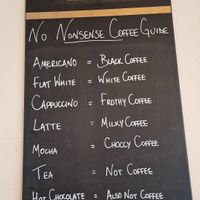 No Nonsense Coffee Guide
Americano = Black Coffee
Flat White = White Coffee
Cappuccino = Frothy Coffee
Latte = Milky Coffee
Mocha = Choccy Coffee
Tea = Not Coffee
Hot Chocolate = Also Not Coffee